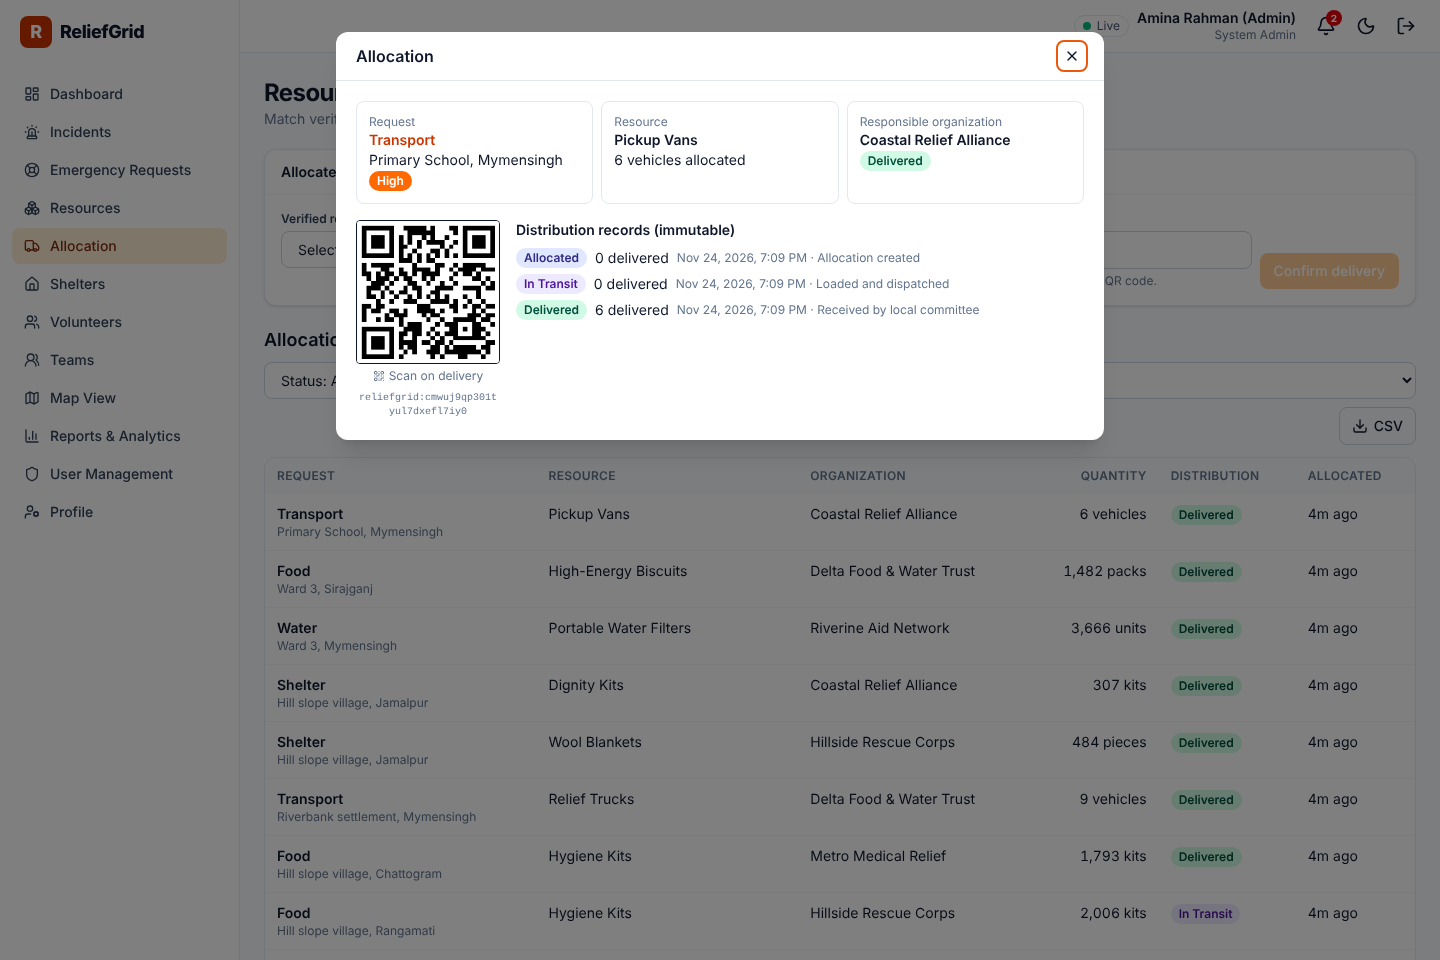 R ReliefGrid
Dashboard
Incidents
Emergency Requests
Resources
Allocation
Shelters
Volunteers
Teams
Map View
Reports & Analytics
User Management
Profile
Live
Amina Rahman (Admin)
System Admin
2
Allocation
Request
Transport
Primary School, Mymensingh
High
Resource
Pickup Vans
6 vehicles allocated
Responsible organization
Coastal Relief Alliance
Delivered
Scan on delivery
reliefgrid:cmwuj9qp301t
yul7dxefl7iy0
Distribution records (immutable)
Allocated 0 delivered Nov 24, 2026, 7:09 PM · Allocation created
In Transit 0 delivered Nov 24, 2026, 7:09 PM · Loaded and dispatched
Delivered 6 delivered Nov 24, 2026, 7:09 PM · Received by local committee
QR code.
Confirm delivery
Status:
CSV
REQUEST RESOURCE ORGANIZATION QUANTITY DISTRIBUTION ALLOCATED
Transport Pickup Vans Coastal Relief Alliance 6 vehicles Delivered 4m ago
Primary School, Mymensingh
Food High-Energy Biscuits Delta Food & Water Trust 1,482 packs Delivered 4m ago
Ward 3, Sirajganj
Water Portable Water Filters Riverine Aid Network 3,666 units Delivered 4m ago
Ward 3, Mymensingh
Shelter Dignity Kits Coastal Relief Alliance 307 kits Delivered 4m ago
Hill slope village, Jamalpur
Shelter Wool Blankets Hillside Rescue Corps 484 pieces Delivered 4m ago
Hill slope village, Jamalpur
Transport Relief Trucks Delta Food & Water Trust 9 vehicles Delivered 4m ago
Riverbank settlement, Mymensingh
Food Hygiene Kits Metro Medical Relief 1,793 kits Delivered 4m ago
Hill slope village, Chattogram
Food Hygiene Kits Hillside Rescue Corps 2,006 kits In Transit 4m ago
Hill slope village, Rangamati